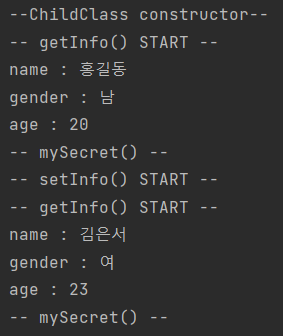 --ChildClass constructor--
-- getInfo() START --
name : 홍길동
gender : 남
age : 20
-- mySecret() --
-- setInfo() START --
-- getInfo() START --
name : 김은서
gender : 여
age : 23
-- mySecret() --